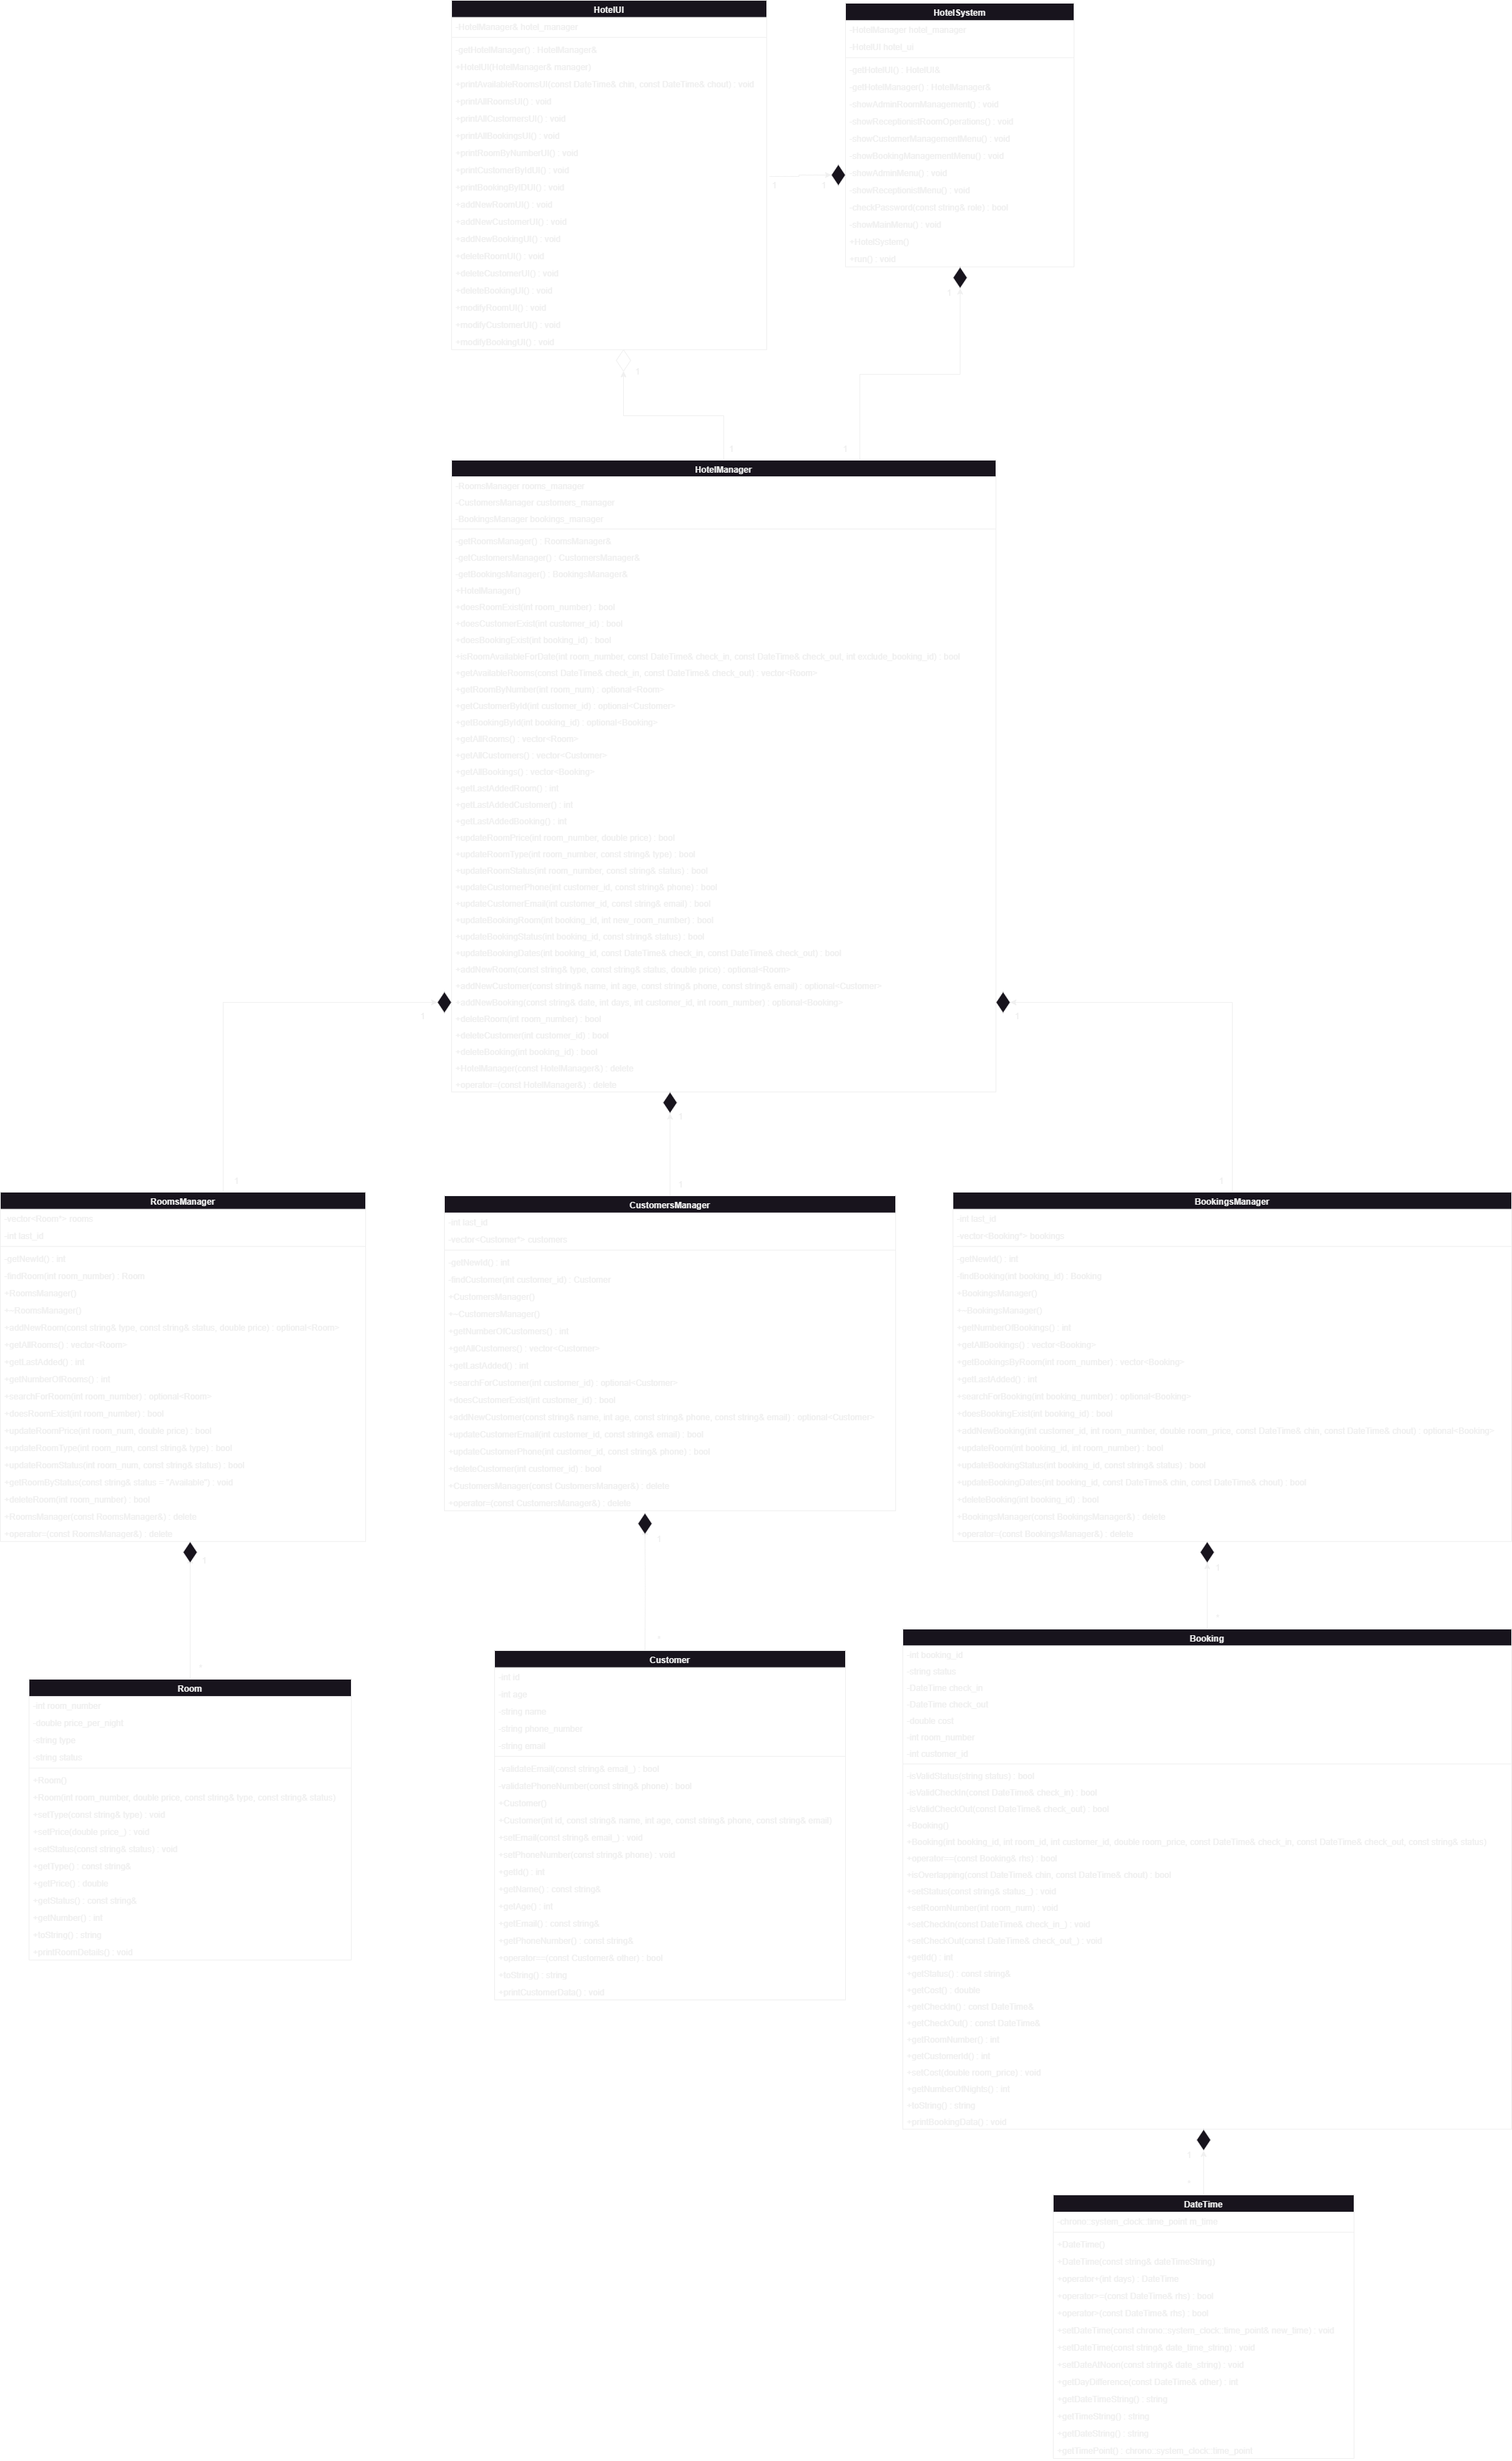 HotelUI
-HotelManager& hotel_manager
-getHotelManager() : HotelManager&
+HotelUI(HotelManager& manager)
+printAvailableRoomsUI(const DateTime& chin, const DateTime& chout) : void
+printAllRoomsUI() : void
+printAllCustomersUI() : void
+printAllBookingsUI() : void
+printRoomByNumberUI() : void
+printCustomerByIdUI() : void
+printBookingByIDUI() : void
+addNewRoomUI() : void
+addNewCustomerUI() : void
+addNewBookingUI() : void
+deleteRoomUI() : void
+deleteCustomerUI() : void
+deleteBookingUI() : void
+modifyRoomUI() : void
+modifyCustomerUI() : void
+modifyBookingUI() : void
HotelSystem
-HotelManager hotel_manager
-HotelUI hotel_ui
-getHotelUI() : HotelUI&
-getHotelManager() : HotelManager&
-showAdminRoomManagement() : void
-showReceptionistRoomOperations() : void
-showCustomerManagementMenu() : void
-showBookingManagementMenu() : void
-showAdminMenu() : void
-showReceptionistMenu() : void
-checkPassword(const string& role) : bool
-showMainMenu() : void
+HotelSystem()
+run() : void
1
1
1
1
1
1
HotelManager
-RoomsManager rooms_manager
-CustomersManager customers_manager
-BookingsManager bookings_manager
-getRoomsManager() : RoomsManager&
-getCustomersManager() : CustomersManager&
-getBookingsManager() : BookingsManager&
+HotelManager()
+doesRoomExist(int room_number) : bool
+doesCustomerExist(int customer_id) : bool
+doesBookingExist(int booking_id) : bool
+isRoomAvailableForDate(int room_number, const DateTime& check_in, const DateTime& check_out, int exclude_booking_id) : bool
+getAvailableRooms(const DateTime& check_in, const DateTime& check_out) : vector<Room>
+getRoomByNumber(int room_num) : optional<Room>
+getCustomerById(int customer_id) : optional<Customer>
+getBookingById(int booking_id) : optional<Booking>
+getAllRooms() : vector<Room>
+getAllCustomers() : vector<Customer>
+getAllBookings() : vector<Booking>
+getLastAddedRoom() : int
+getLastAddedCustomer() : int
+getLastAddedBooking() : int
+updateRoomPrice(int room_number, double price) : bool
+updateRoomType(int room_number, const string& type) : bool
+updateRoomStatus(int room_number, const string& status) : bool
+updateCustomerPhone(int customer_id, const string& phone) : bool
+updateCustomerEmail(int customer_id, const string& email) : bool
+updateBookingRoom(int booking_id, int new_room_number) : bool
+updateBookingStatus(int booking_id, const string& status) : bool
+updateBookingDates(int booking_id, const DateTime& check_in, const DateTime& check_out) : bool
+addNewRoom(const string& type, const string& status, double price) : optional<Room>
+addNewCustomer(const string& name, int age, const string& phone, const string& email) : optional<Customer>
+addNewBooking(const string& date, int days, int customer_id, int room_number) : optional<Booking>
+deleteRoom(int room_number) : bool
+deleteCustomer(int customer_id) : bool
+deleteBooking(int booking_id) : bool
+HotelManager(const HotelManager&) : delete
+operator=(const HotelManager&) : delete
1
1
1
1
1
1
RoomsManager
-vector<Room*> rooms
-int last_id
-getNewId() : int
-findRoom(int room_number) : Room
+RoomsManager()
+~RoomsManager()
+addNewRoom(const string& type, const string& status, double price) : optional<Room>
+getAllRooms() : vector<Room>
+getLastAdded() : int
+getNumberOfRooms() : int
+searchForRoom(int room_number) : optional<Room>
+doesRoomExist(int room_number) : bool
+updateRoomPrice(int room_num, double price) : bool
+updateRoomType(int room_num, const string& type) : bool
+updateRoomStatus(int room_num, const string& status) : bool
+getRoomByStatus(const string& status = "Available") : void
+deleteRoom(int room_number) : bool
+RoomsManager(const RoomsManager&) : delete
+operator=(const RoomsManager&) : delete
CustomersManager
-int last_id
-vector<Customer*> customers
-getNewId() : int
-findCustomer(int customer_id) : Customer
+CustomersManager()
+~CustomersManager()
+getNumberOfCustomers() : int
+getAllCustomers() : vector<Customer>
+getLastAdded() : int
+searchForCustomer(int customer_id) : optional<Customer>
+doesCustomerExist(int customer_id) : bool
+addNewCustomer(const string& name, int age, const string& phone, const string& email) : optional<Customer>
+updateCustomerEmail(int customer_id, const string& email) : bool
+updateCustomerPhone(int customer_id, const string& phone) : bool
+deleteCustomer(int customer_id) : bool
+CustomersManager(const CustomersManager&) : delete
+operator=(const CustomersManager&) : delete
BookingsManager
-int last_id
-vector<Booking*> bookings
-getNewId() : int
-findBooking(int booking_id) : Booking
+BookingsManager()
+~BookingsManager()
+getNumberOfBookings() : int
+getAllBookings() : vector<Booking>
+getBookingsByRoom(int room_number) : vector<Booking>
+getLastAdded() : int
+searchForBooking(int booking_number) : optional<Booking>
+doesBookingExist(int booking_id) : bool
+addNewBooking(int customer_id, int room_number, double room_price, const DateTime& chin, const DateTime& chout) : optional<Booking>
+updateRoom(int booking_id, int room_number) : bool
+updateBookingStatus(int booking_id, const string& status) : bool
+updateBookingDates(int booking_id, const DateTime& chin, const DateTime& chout) : bool
+deleteBooking(int booking_id) : bool
+BookingsManager(const BookingsManager&) : delete
+operator=(const BookingsManager&) : delete
1
*
1
*
1
*
Room
-int room_number
-double price_per_night
-string type
-string status
+Room()
+Room(int room_number, double price, const string& type, const string& status)
+setType(const string& type) : void
+setPrice(double price_) : void
+setStatus(const string& status) : void
+getType() : const string&
+getPrice() : double
+getStatus() : const string&
+getNumber() : int
+toString() : string
+printRoomDetails() : void
Customer
-int id
-int age
-string name
-string phone_number
-string email
-validateEmail(const string& email_) : bool
-validatePhoneNumber(const string& phone) : bool
+Customer()
+Customer(int id, const string& name, int age, const string& phone, const string& email)
+setEmail(const string& email_) : void
+setPhoneNumber(const string& phone) : void
+getId() : int
+getName() : const string&
+getAge() : int
+getEmail() : const string&
+getPhoneNumber() : const string&
+operator==(const Customer& other) : bool
+toString() : string
+printCustomerData() : void
Booking
-int booking_id
-string status
-DateTime check_in
-DateTime check_out
-double cost
-int room_number
-int customer_id
-isValidStatus(string status) : bool
-isValidCheckIn(const DateTime& check_in) : bool
-isValidCheckOut(const DateTime& check_out) : bool
+Booking()
+Booking(int booking_id, int room_id, int customer_id, double room_price, const DateTime& check_in, const DateTime& check_out, const string& status)
+operator==(const Booking& rhs) : bool
+isOverlapping(const DateTime& chin, const DateTime& chout) : bool
+setStatus(const string& status_) : void
+setRoomNumber(int room_num) : void
+setCheckIn(const DateTime& check_in_) : void
+setCheckOut(const DateTime& check_out_) : void
+getId() : int
+getStatus() : const string&
+getCost() : double
+getCheckIn() : const DateTime&
+getCheckOut() : const DateTime&
+getRoomNumber() : int
+getCustomerId() : int
+setCost(double room_price) : void
+getNumberOfNights() : int
+toString() : string
+printBookingData() : void
1
*
DateTime
-chrono::system_clock::time_point m_time
+DateTime()
+DateTime(const string& dateTimeString)
+operator+(int days) : DateTime
+operator==(const DateTime& rhs) : bool
+operator<(const DateTime& rhs) : bool
+setDateTime(const chrono::system_clock::time_point& new_time) : void
+setDateTime(const string& date_time_string) : void
+setDateAtNoon(const string& date_string) : void
+getDayDifference(const DateTime& other) : int
+getDateTimeString() : string
+getTimeString() : string
+getDateString() : string
+getTimePoint() : chrono::system_clock::time_point